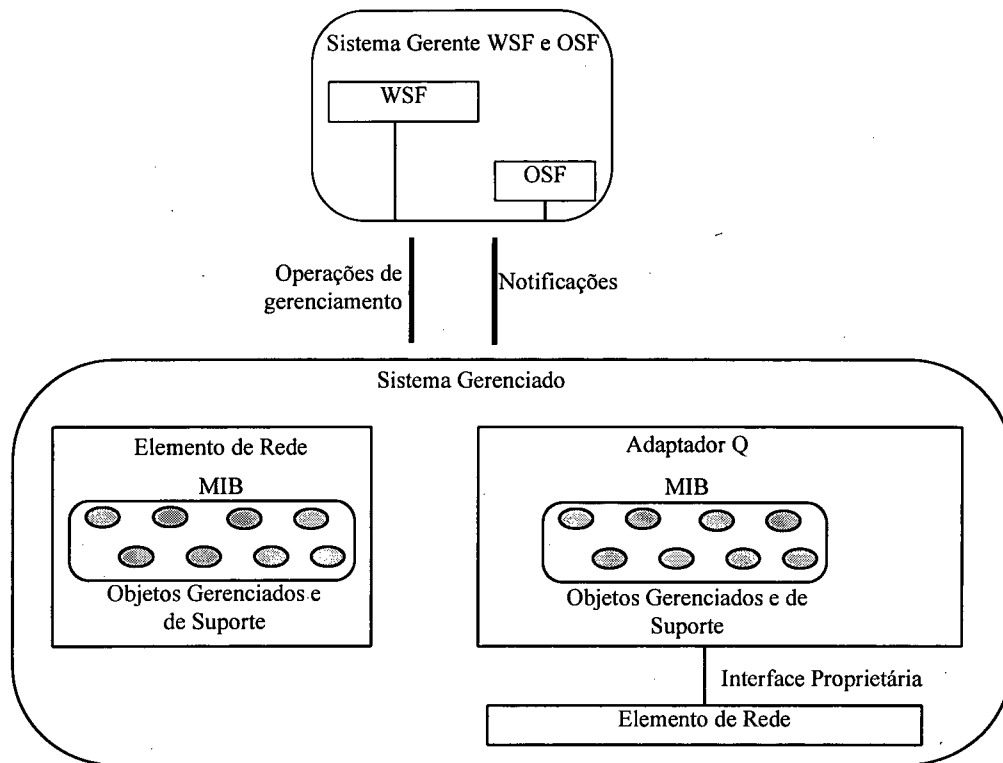 Sistema Gerente WSF e OSF
WSF
OSF
Operações de
gerenciamento
Notificações
Sistema Gerenciado
Elemento de Rede
MIB
Objetos Gerenciados e
de Suporte
Adaptador Q
MIB
Objetos Gerenciados e de
Suporte
Interface Proprietária
Elemento de Rede